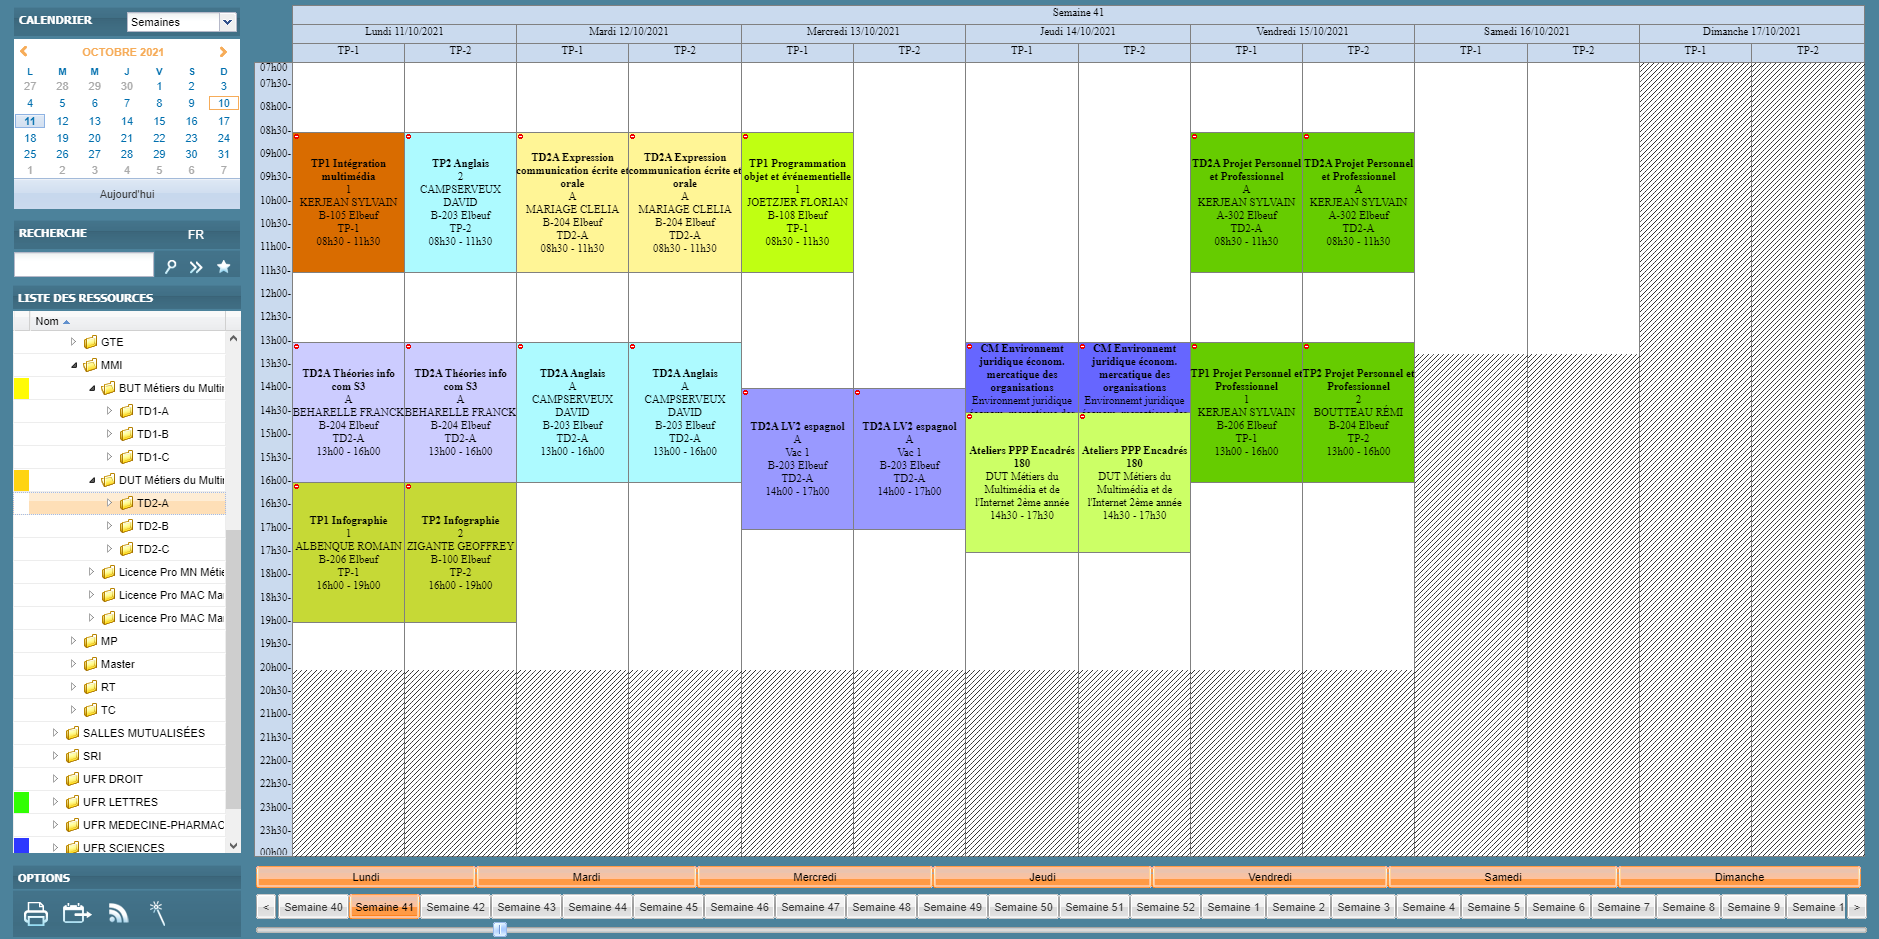 CALENDRIER
Semaines
OCTOBRE 2021
L M M J V S D
27 28 29 30 1 2 3
4 5 6 7 8 9 10
11 12 13 14 15 16 17
18 19 20 21 22 23 24
25 26 27 28 29 30 31
1 2 3 4 5 6 7
Aujourd'hui
RECHERCHE FR
LISTE DES RESSOURCES
Nom
GTE
MMI
BUT Métiers du Multir
TD1-A
TD1-B
TD1-C
DUT Métiers du Multir
TD2-A
TD2-B
TD2-C
Licence Pro MN Métie
Licence Pro MAC Ma
Licence Pro MAC Ma
MP
Master
RT
TC
SALLES MUTUALISÉES
SRI
UFR DROIT
UFR LETTRES
UFR MEDECINE-PHARMAC
UFR SCIENCES
OPTIONS
Semaine 41
Lundi 11/10/2021 Mardi 12/10/2021 Mercredi 13/10/2021 Jeudi 14/10/2021 Vendredi 15/10/2021 Samedi 16/10/2021 Dimanche 17/10/2021
TP-1 TP-2 TP-1 TP-2 TP-1 TP-2 TP-1 TP-2 TP-1 TP-2 TP-1 TP-2 TP-1 TP-2
07h00
07h30-
08h00-
08h30-
09h00-
09h30-
10h00-
10h30-
11h00-
11h30-
12h00-
12h30-
13h00-
13h30-
14h00-
14h30-
15h00-
15h30-
16h00-
16h30-
17h00-
17h30-
18h00-
18h30-
19h00-
19h30-
20h00-
20h30-
21h00-
21h30-
22h00-
22h30-
23h00-
23h30-
00h00
TP1 Intégration
multimédia
1
KERJEAN SYLVAIN
B-105 Elbeuf
TP-1
08h30 - 11h30
TP2 Anglais
2
CAMPSERVEUX
DAVID
B-203 Elbeuf
TP-2
08h30 - 11h30
TD2A Expression
communication écrite et
orale
A
MARIAGE CLELIA
B-204 Elbeuf
TD2-A
08h30 - 11h30
TD2A Expression
communication écrite et
orale
A
MARIAGE CLELIA
B-204 Elbeuf
TD2-A
08h30 - 11h30
TP1 Programmation
objet et événementielle
1
JOETZJER FLORIAN
B-108 Elbeuf
TP-1
08h30 - 11h30
TD2A Projet Personnel
et Professionnel
A
KERJEAN SYLVAIN
A-302 Elbeuf
TD2-A
08h30 - 11h30
TD2A Projet Personnel
et Professionnel
A
KERJEAN SYLVAIN
A-302 Elbeuf
TD2-A
08h30 - 11h30
TD2A Théories info
com S3
A
BEHARELLE FRANCK
B-204 Elbeuf
TD2-A
13h00 - 16h00
TD2A Théories info
com S3
A
BEHARELLE FRANCK
B-204 Elbeuf
TD2-A
13h00 - 16h00
TD2A Anglais
A
CAMPSERVEUX
DAVID
B-203 Elbeuf
TD2-A
13h00 - 16h00
TD2A Anglais
A
CAMPSERVEUX
DAVID
B-203 Elbeuf
TD2-A
13h00 - 16h00
TD2A LV2 espagnol
A
Vac 1
B-203 Elbeuf
TD2-A
14h00 - 17h00
TD2A LV2 espagnol
A
Vac 1
B-203 Elbeuf
TD2-A
14h00 - 17h00
CM Environnemt
juridique économ.
mercatique des
organisations
Environnemt juridique
CM Environnemt
juridique économ.
mercatique des
organisations
Environnemt juridique
Ateliers PPP Encadrés
180
DUT Métiers du
Multimédia et de
l'Internet 2ème année
14h30 - 17h30
Ateliers PPP Encadrés
180
DUT Métiers du
Multimédia et de
l'Internet 2ème année
14h30 - 17h30
TP1 Projet Personnel et
Professionnel
1
KERJEAN SYLVAIN
B-206 Elbeuf
TP-1
13h00 - 16h00
TP2 Projet Personnel et
Professionnel
2
BOUTTEAU RÉMI
B-204 Elbeuf
TP-2
13h00 - 16h00
TP1 Infographie
1
ALBENQUE ROMAIN
B-206 Elbeuf
TP-1
16h00 - 19h00
TP2 Infographie
2
ZIGANTE GEOFFREY
B-100 Elbeuf
TP-2
16h00 - 19h00
Lundi Mardi Mercredi Jeudi Vendredi Samedi Dimanche
< Semaine 40 Semaine 41 Semaine 42 Semaine 43 Semaine 44 Semaine 45 Semaine 46 Semaine 47 Semaine 48 Semaine 49 Semaine 50 Semaine 51 Semaine 52 Semaine 1 Semaine 2 Semaine 3 Semaine 4 Semaine 5 Semaine 6 Semaine 7 Semaine 8 Semaine 9 Semaine 1 >